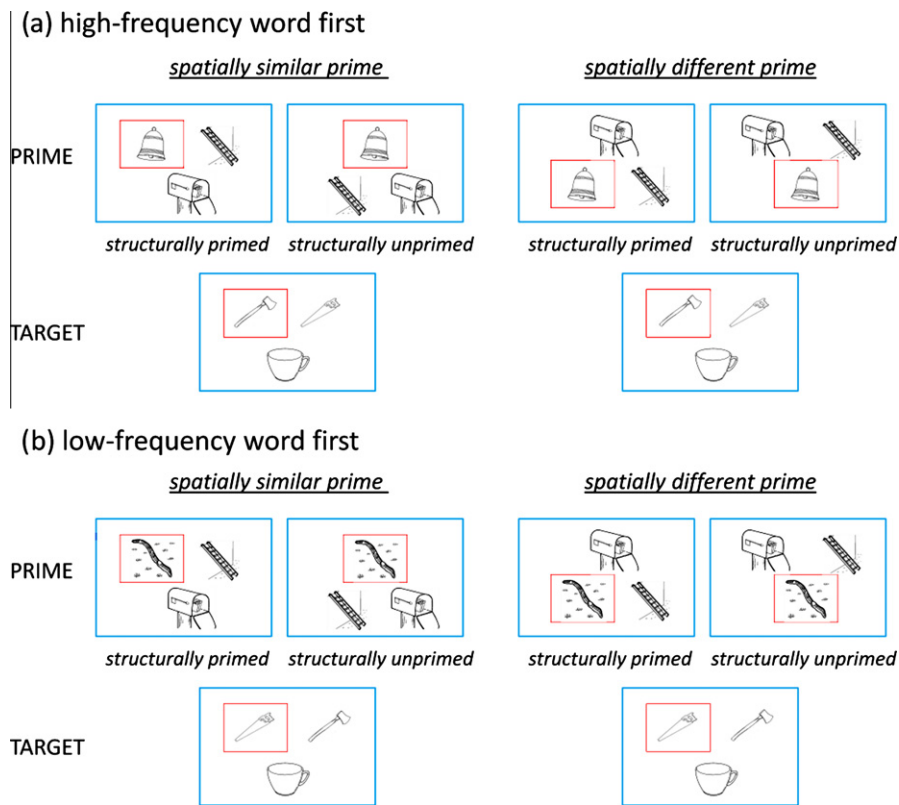 (a) high-frequency word first
spatially similar prime spatially different prime
PRIME
structurally primed structurally unprimed structurally primed structurally unprimed
TARGET
(b) low-frequency word first
spatially similar prime spatially different prime
PRIME
structurally primed structurally unprimed structurally primed structurally unprimed
TARGET